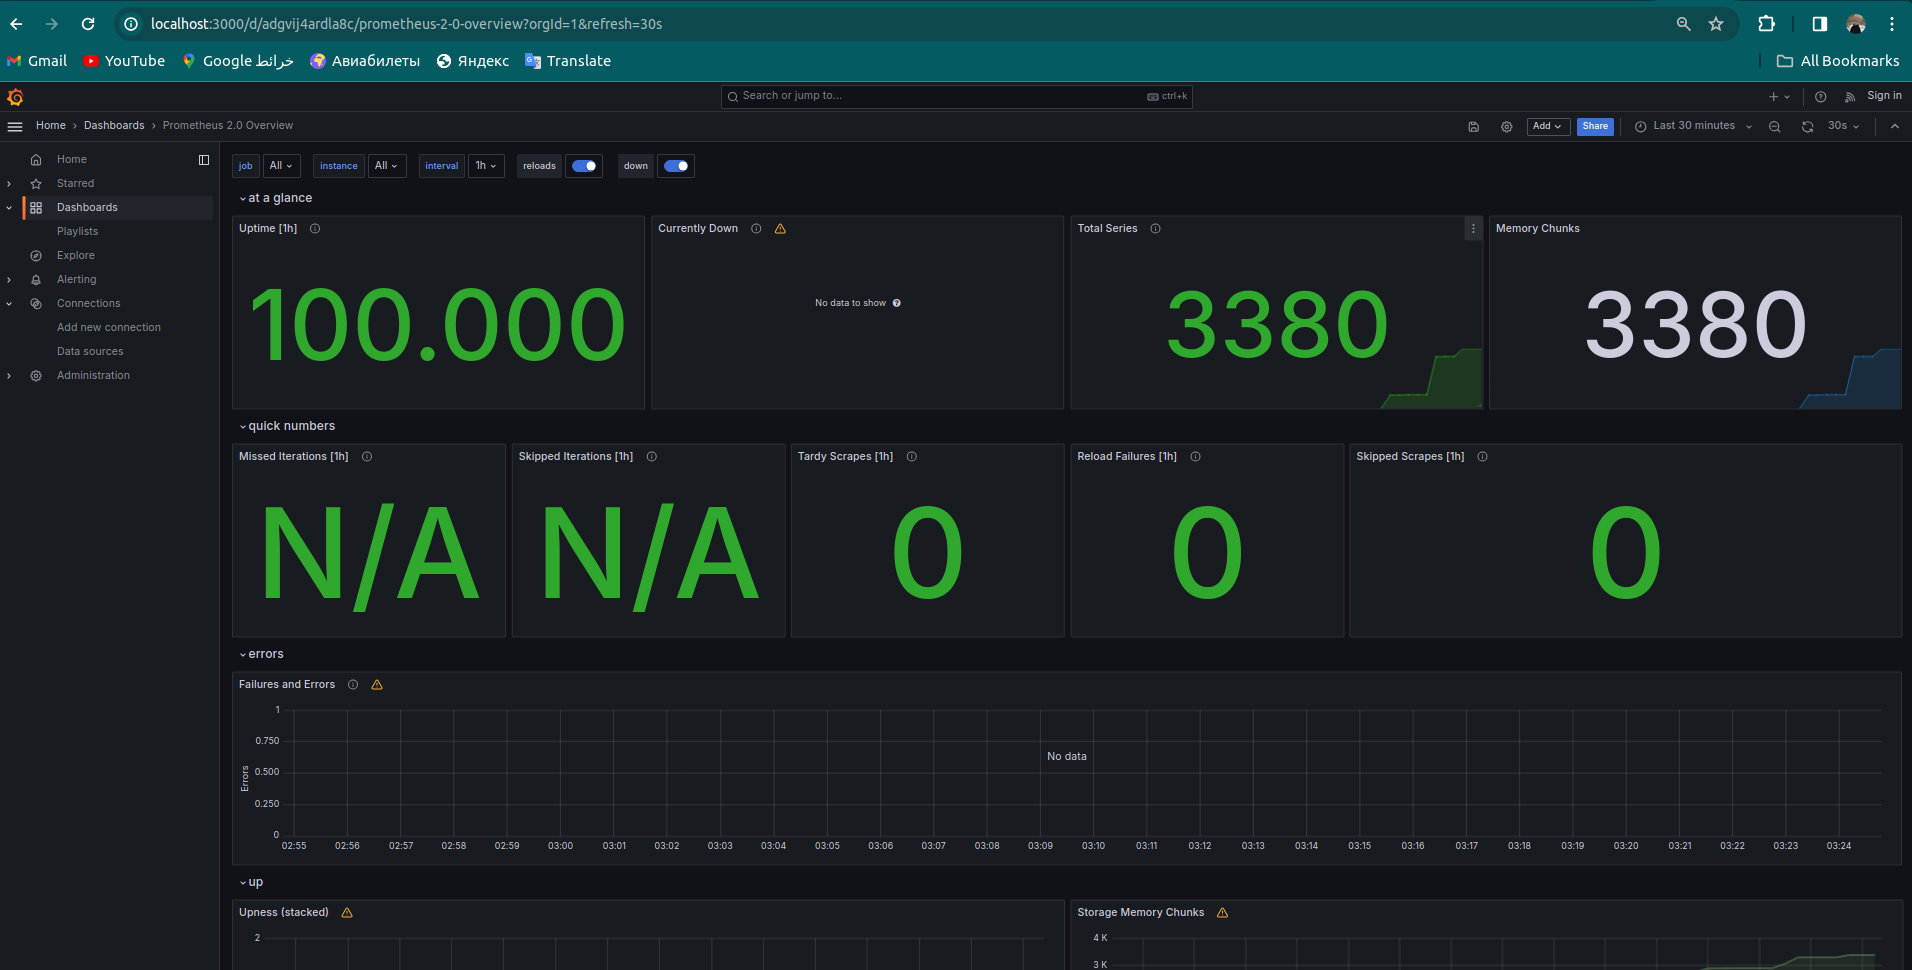 localhost:3000/d/adgvij4ardla8c/prometheus-2-0-overview?orgId=1&refresh=30s
Gmail YouTube Google خرائط Авиабилеты Яндекс Translate All Bookmarks
Search or jump to... ctrl+k Sign in
Home › Dashboards › Prometheus 2.0 Overview Add Share Last 30 minutes 30s
Home
Starred
Dashboards
Playlists
Explore
Alerting
Connections
Add new connection
Data sources
Administration
job All instance All interval 1h reloads down
at a glance
Uptime [1h] Currently Down Total Series Memory Chunks
100.000 No data to show 3380 3380
quick numbers
Missed Iterations [1h] Skipped Iterations [1h] Tardy Scrapes [1h] Reload Failures [1h] Skipped Scrapes [1h]
N/A N/A 0 0 0
errors
Failures and Errors
Errors
1
0.750
No data
0.500
0.250
0
02:55 02:56 02:57 02:58 02:59 03:00 03:01 03:02 03:03 03:04 03:05 03:06 03:07 03:08 03:09 03:10 03:11 03:12 03:13 03:14 03:15 03:16 03:17 03:18 03:19 03:20 03:21 03:22 03:23 03:24
up
Upness (stacked) Storage Memory Chunks
2 4 K
3 K